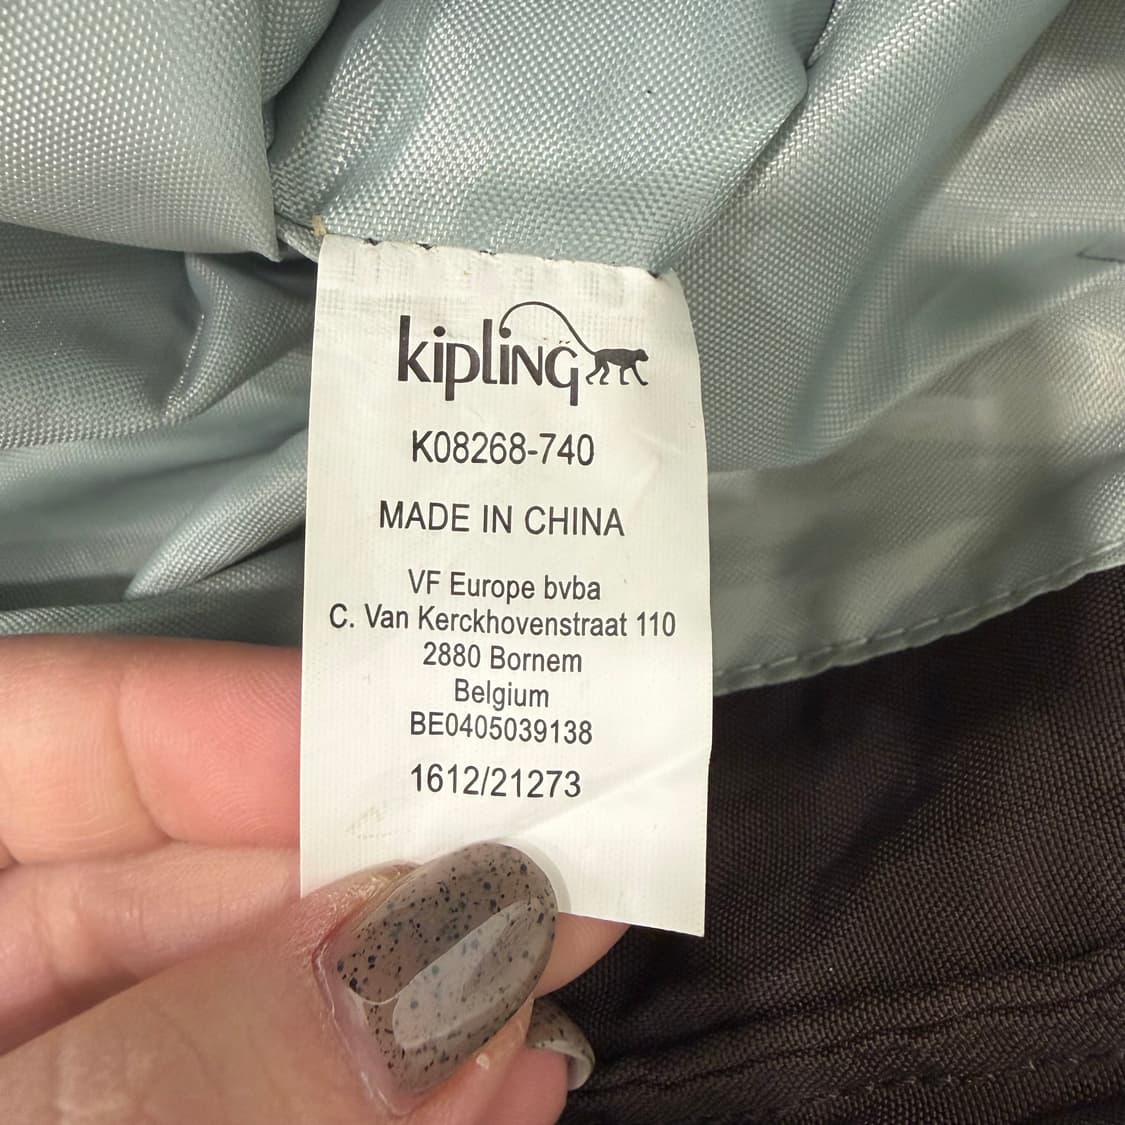 kipling
K08268-740
MADE IN CHINA
VF Europe bvba
C. Van Kerckhovenstraat 110
2880 Bornem
Belgium
BE0405039138
1612/21273